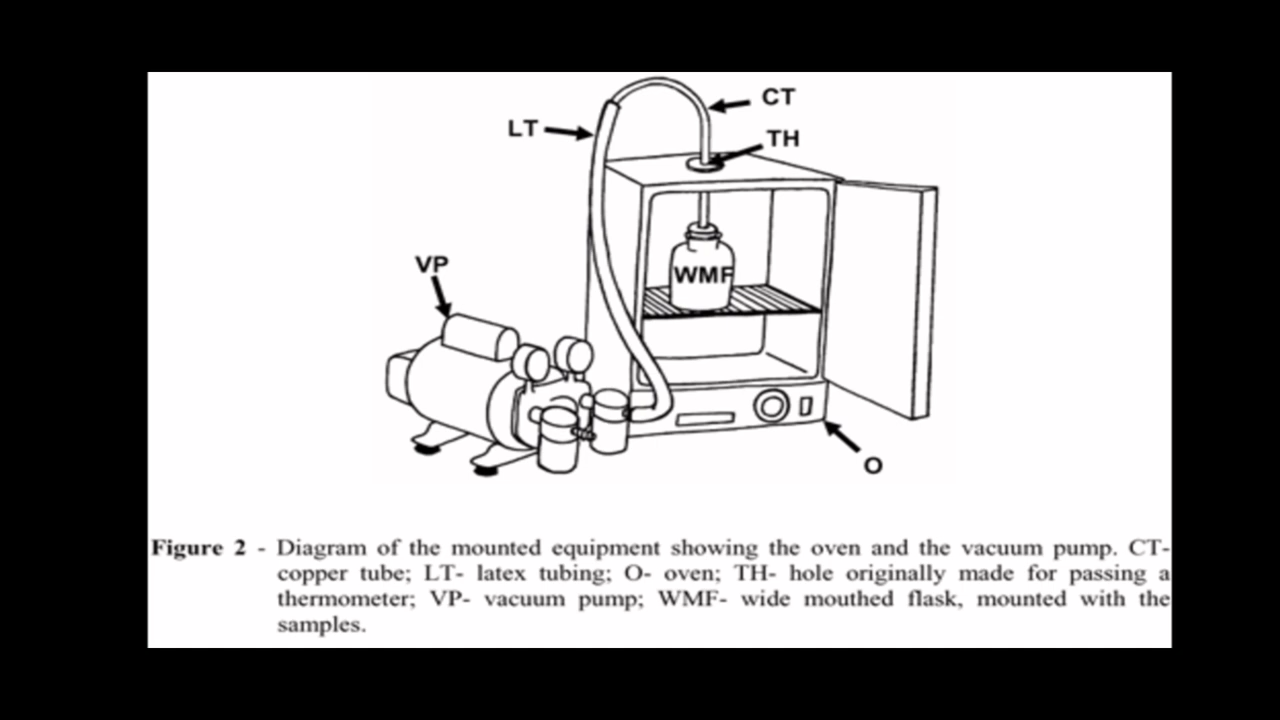 CT
LT
TH
VP
WMF
O
Figure 2 - Diagram of the mounted equipment showing the oven and the vacuum pump. CT-
copper tube; LT- latex tubing; O- oven; TH- hole originally made for passing a
thermometer; VP- vacuum pump; WMF- wide mouthed flask, mounted with the
samples.